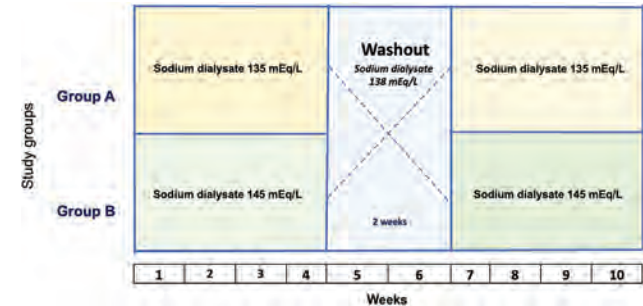 Study groups
Group A
Group B
Sodium dialysate 135 mEq/L
Sodium dialysate 145 mEq/L
Washout
Sodium dialysate
138 mEq/L
2 weeks
Sodium dialysate 135 mEq/L
Sodium dialysate 145 mEq/L
1 2 3 4 5 6 7 8 9 10
Weeks